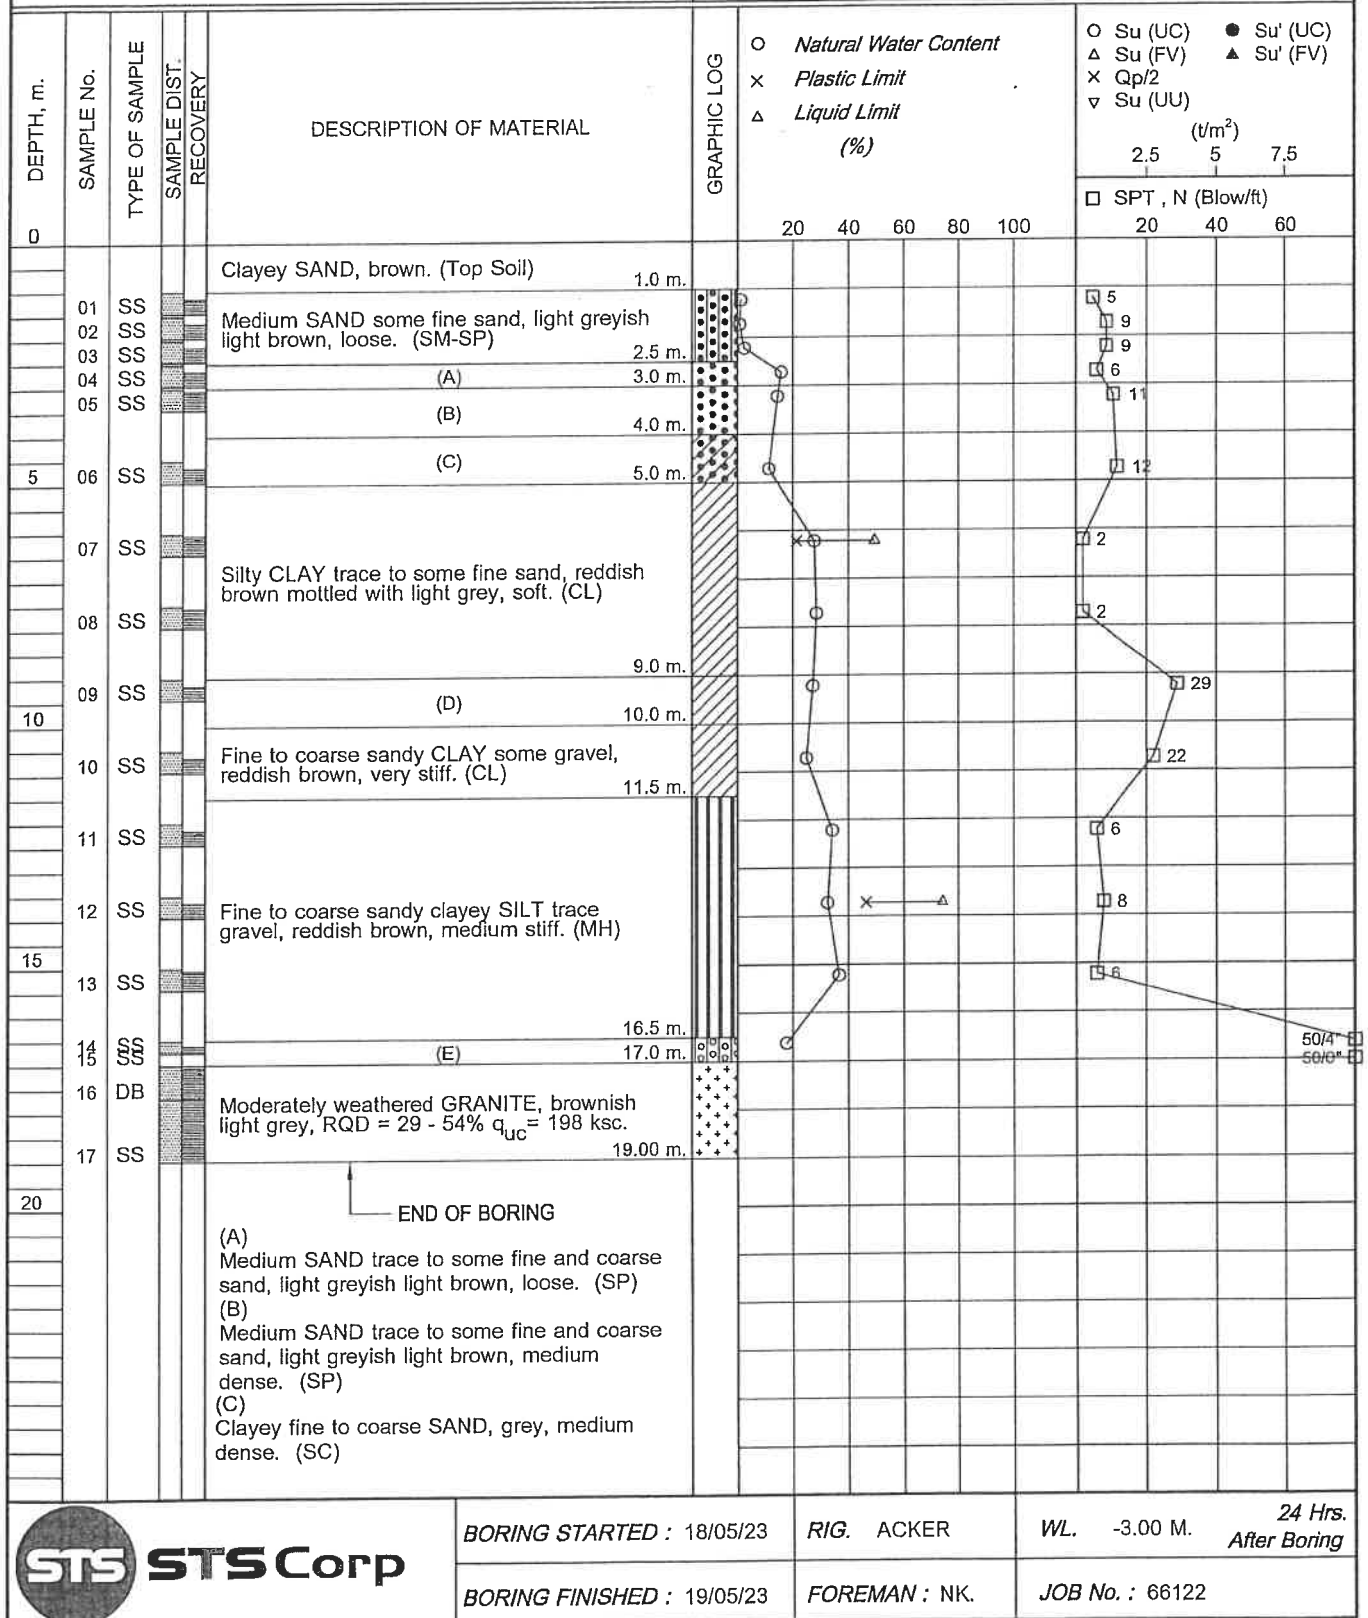 DEPTH, m.
SAMPLE No.
TYPE OF SAMPLE
SAMPLE DIST.
RECOVERY
DESCRIPTION OF MATERIAL
GRAPHIC LOG
○ Natural Water Content
× Plastic Limit
△ Liquid Limit
(%)
20 40 60 80 100
○ Su (UC) ● Su' (UC)
△ Su (FV) ▲ Su' (FV)
× Qp/2
▽ Su (UU)
(t/m²)
2.5 5 7.5
□ SPT , N (Blow/ft)
20 40 60
0
Clayey SAND, brown. (Top Soil)
1.0 m.
01 SS
5
Medium SAND some fine sand, light greyish
02 SS
9
light brown, loose. (SM-SP)
2.5 m.
03 SS
9
04 SS
(A)
3.0 m.
6
05 SS
11
(B)
4.0 m.
(C)
5.0 m.
5
06 SS
12
07 SS
2
Silty CLAY trace to some fine sand, reddish
brown mottled with light grey, soft. (CL)
08 SS
2
9.0 m.
09 SS
29
(D)
10.0 m.
10
Fine to coarse sandy CLAY some gravel,
reddish brown, very stiff. (CL)
10 SS
22
11.5 m.
11 SS
6
12 SS
8
Fine to coarse sandy clayey SILT trace
gravel, reddish brown, medium stiff. (MH)
15
13 SS
6
16.5 m.
14 SS
50/4"
15 SS
(E)
17.0 m.
50/0"
16 DB
Moderately weathered GRANITE, brownish
light grey, RQD = 29 - 54% quc= 198 ksc.
19.00 m.
17 SS
20
END OF BORING
(A)
Medium SAND trace to some fine and coarse
sand, light greyish light brown, loose. (SP)
(B)
Medium SAND trace to some fine and coarse
sand, light greyish light brown, medium
dense. (SP)
(C)
Clayey fine to coarse SAND, grey, medium
dense. (SC)
STS STS Corp
BORING STARTED : 18/05/23
RIG. ACKER
WL. -3.00 M.
24 Hrs.
After Boring
BORING FINISHED : 19/05/23
FOREMAN : NK.
JOB No. : 66122